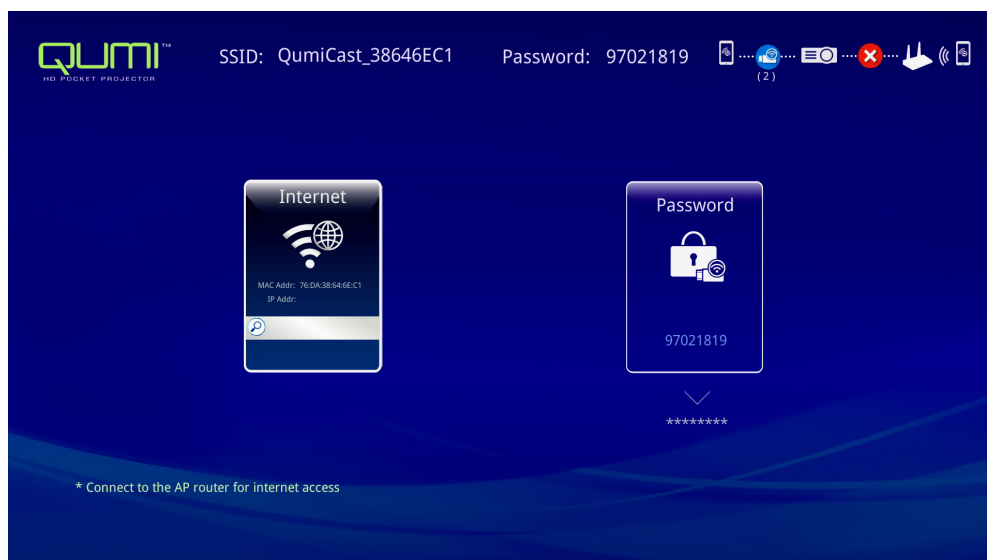 QUMI™
HD POCKET PROJECTOR
SSID: QumiCast_38646EC1
Password: 97021819
(2)
Internet
MAC Addr: 76:DA:38:64:6E:C1
IP Addr:
Password
97021819
********
* Connect to the AP router for internet access